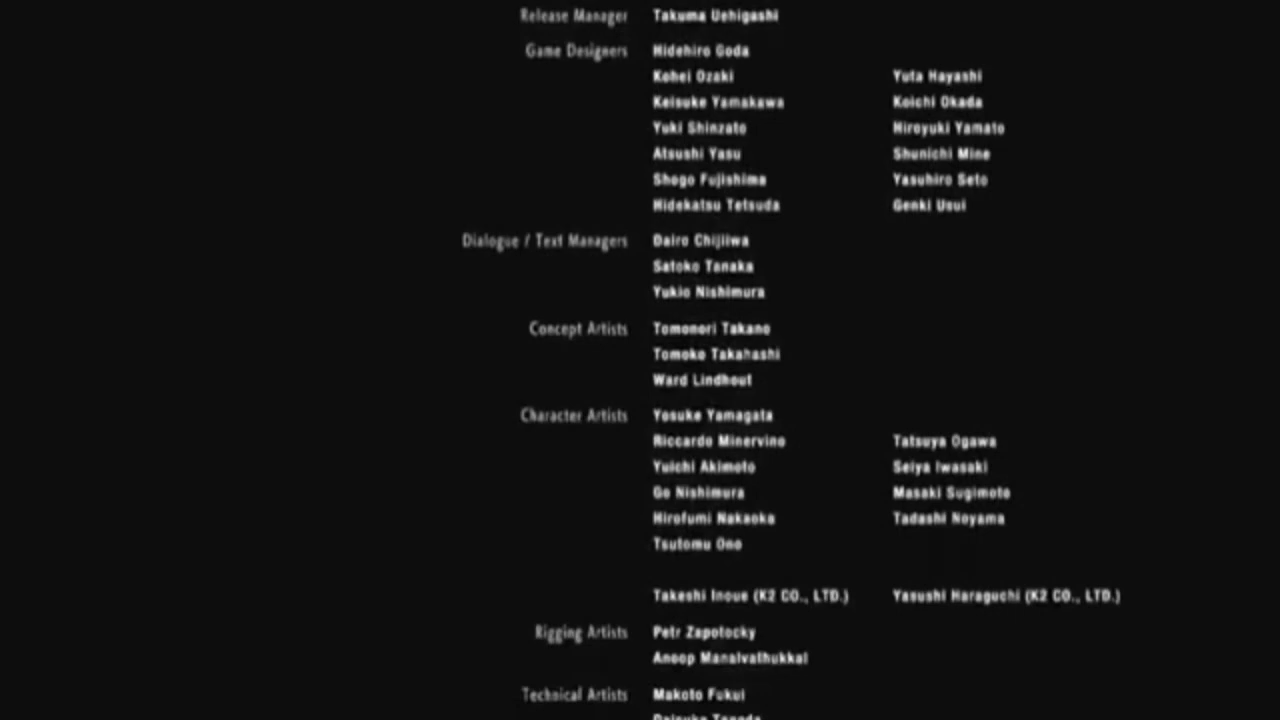 Release Manager Takuma Uehigashi
Game Designers Hidehiro Goda
Kohei Ozaki Yuta Hayashi
Keisuke Yamakawa Koichi Okada
Yuki Shinzato Hiroyuki Yamato
Atsushi Yasu Shunichi Mine
Shogo Fujishima Yasuhiro Seto
Hidekatsu Tetsuda Genki Usui
Dialogue / Text Managers Dairo Chijiiwa
Satoko Tanaka
Yukio Nishimura
Concept Artists Tomonori Takano
Tomoko Takahashi
Ward Lindhout
Character Artists Yosuke Yamagata
Riccardo Minervino Tatsuya Ogawa
Yuichi Akimoto Seiya Iwasaki
Go Nishimura Masaki Sugimoto
Hirofumi Nakaoka Tadashi Noyama
Tsutomu Ono
Takeshi Inoue (K2 CO., LTD.) Yasushi Haraguchi (K2 CO., LTD.)
Rigging Artists Petr Zapotocky
Anoop Manaivathukkal
Technical Artists Makoto Fukui
Daisuke